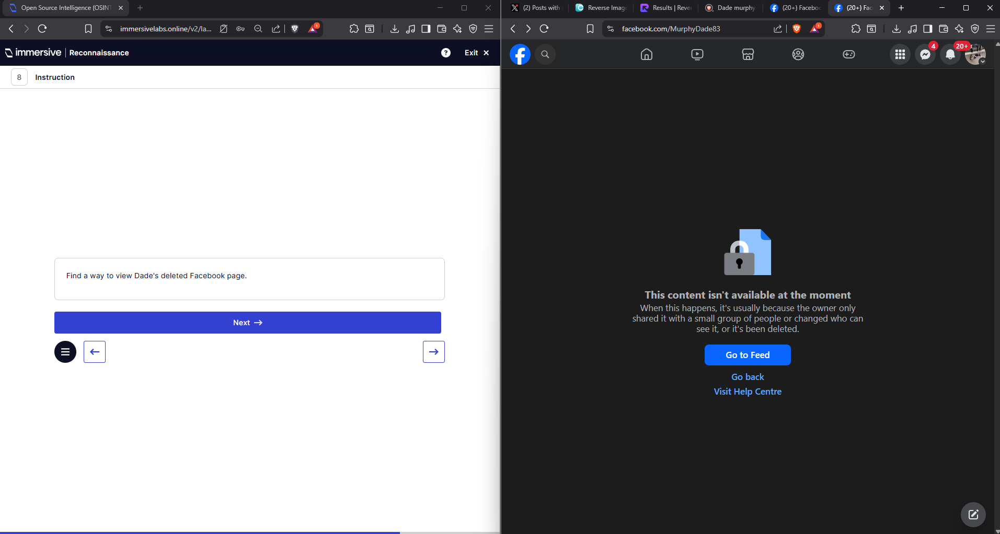 Open Source Intelligence (OSINT
immersivelabs.online/v2/la...
1
immersive | Reconnaissance
? Exit
8 Instruction
Find a way to view Dade's deleted Facebook page.
Next →
(2) Posts with
Reverse Image
Results | Rever
Dade murphy
(20+) Faceboo
(20+) Fac
facebook.com/MurphyDade83
1
4
20+
This content isn't available at the moment
When this happens, it's usually because the owner only
shared it with a small group of people or changed who can
see it, or it's been deleted.
Go to Feed
Go back
Visit Help Centre